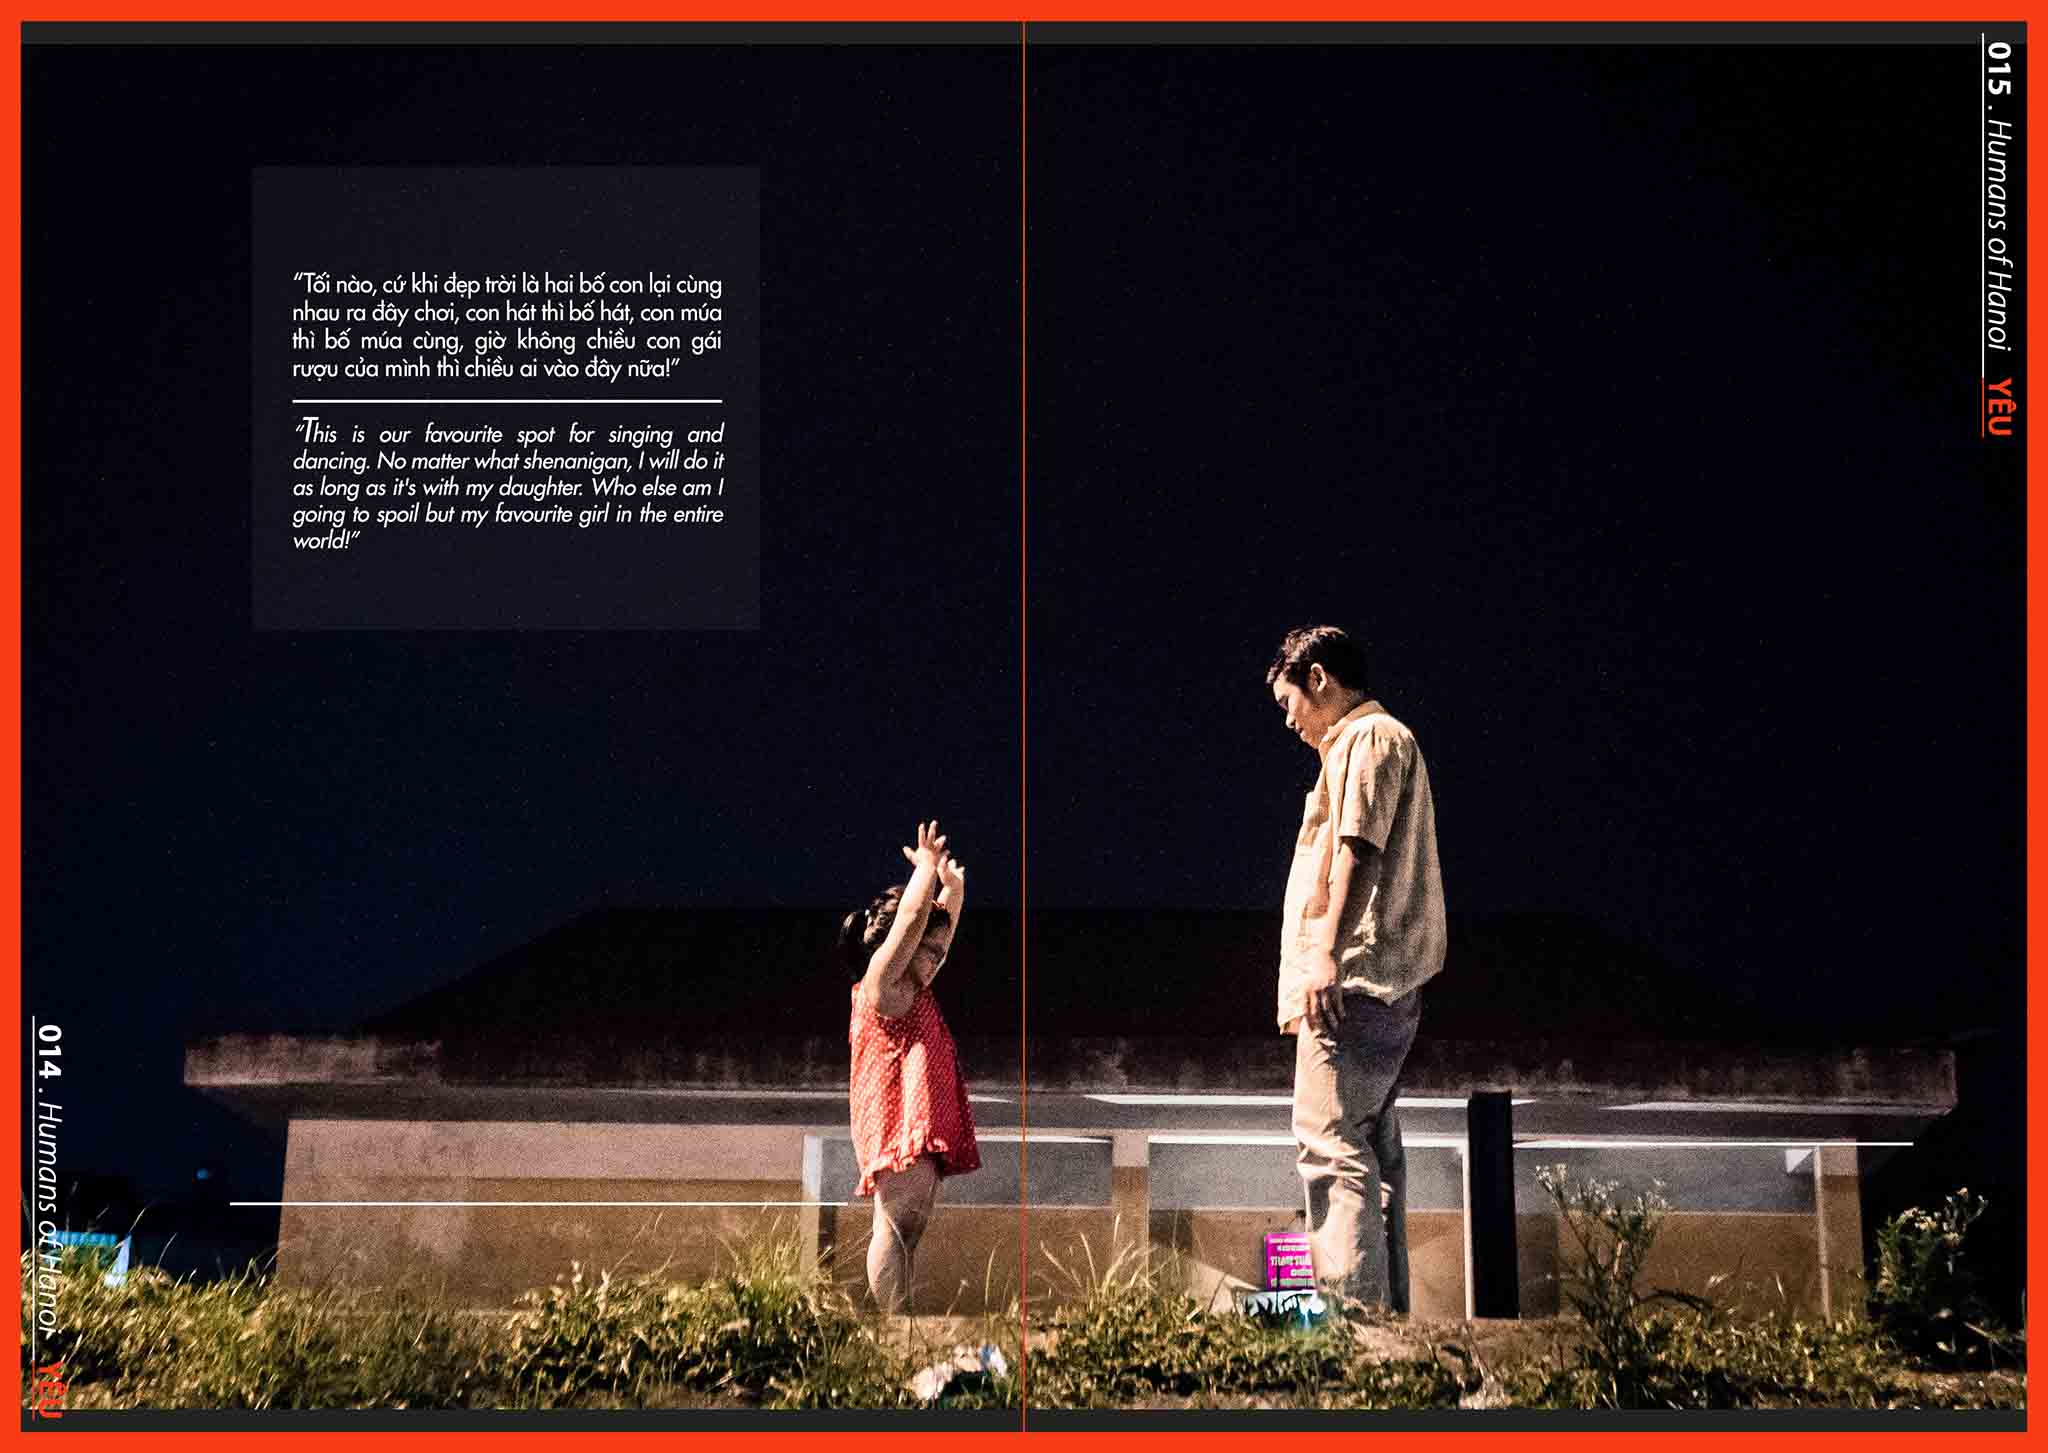 “Tối nào, cứ khi đẹp trời là hai bố con lại cùng
nhau ra đây chơi, con hát thì bố hát, con múa
thì bố múa cùng, giờ không chiều con gái
rượu của mình thì chiều ai vào đây nữa!”
“This is our favourite spot for singing and
dancing. No matter what shenanigan, I will do it
as long as it's with my daughter. Who else am I
going to spoil but my favourite girl in the entire
world!”
014 . Humans of Hanoi YÊU
015 . Humans of Hanoi YÊU